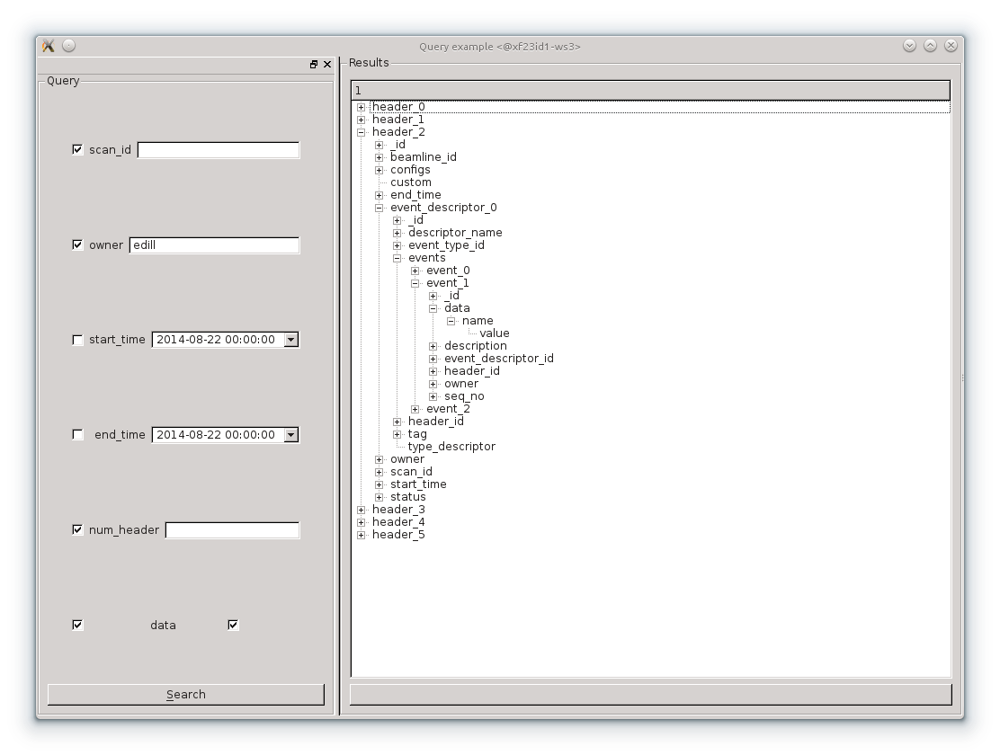 Query example <@xf23id1-ws3>
Query
scan_id
owner edill
start_time 2014-08-22 00:00:00
end_time 2014-08-22 00:00:00
num_header
data
Search
Results
1
header_0
header_1
header_2
_id
beamline_id
configs
custom
end_time
event_descriptor_0
_id
descriptor_name
event_type_id
events
event_0
event_1
_id
data
name
value
description
event_descriptor_id
header_id
owner
seq_no
event_2
header_id
tag
type_descriptor
owner
scan_id
start_time
status
header_3
header_4
header_5